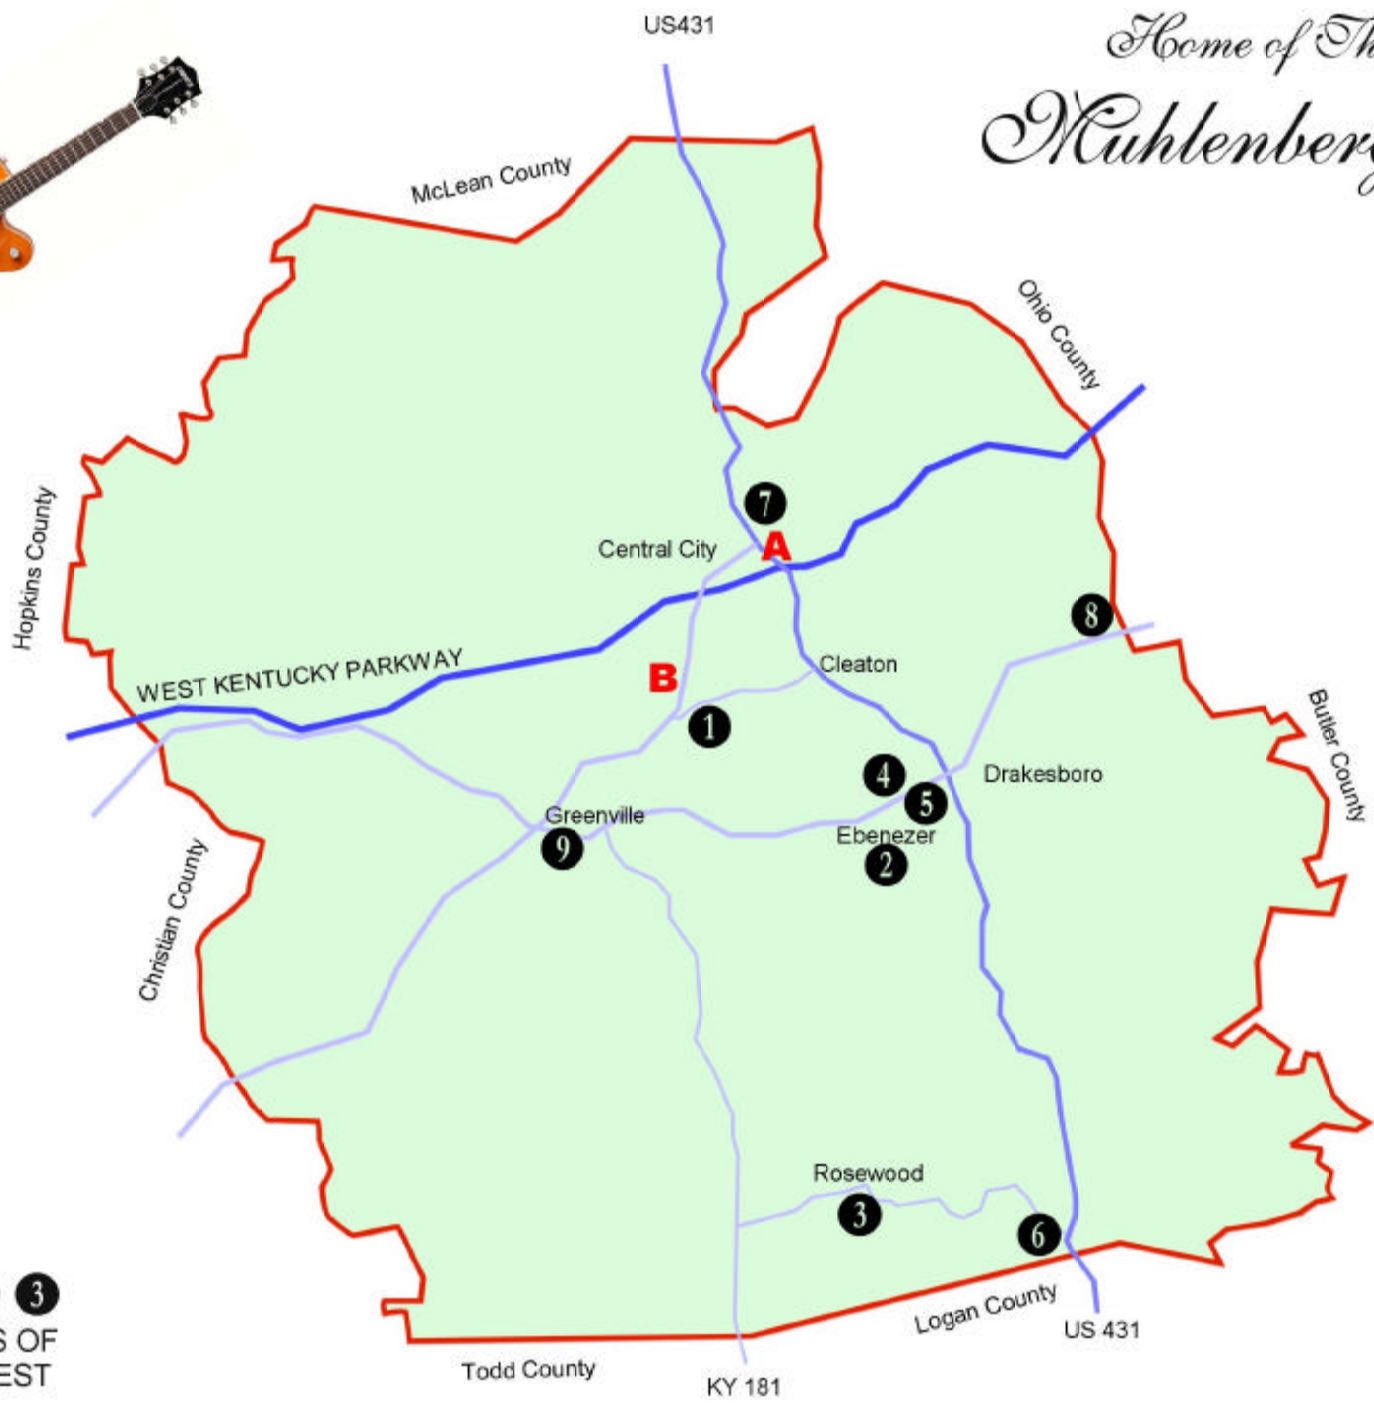 US431
Home of
Muhlenberg
McLean County
Ohio County
Hopkins County
7
A
Central City
8
WEST KENTUCKY PARKWAY
B
Cleaton
1
Butler County
4
Drakesboro
5
Greenville
Ebenezer
9
2
Christian County
Rosewood
3
6
3
OF
Logan County
US 431
Todd County
KY 181